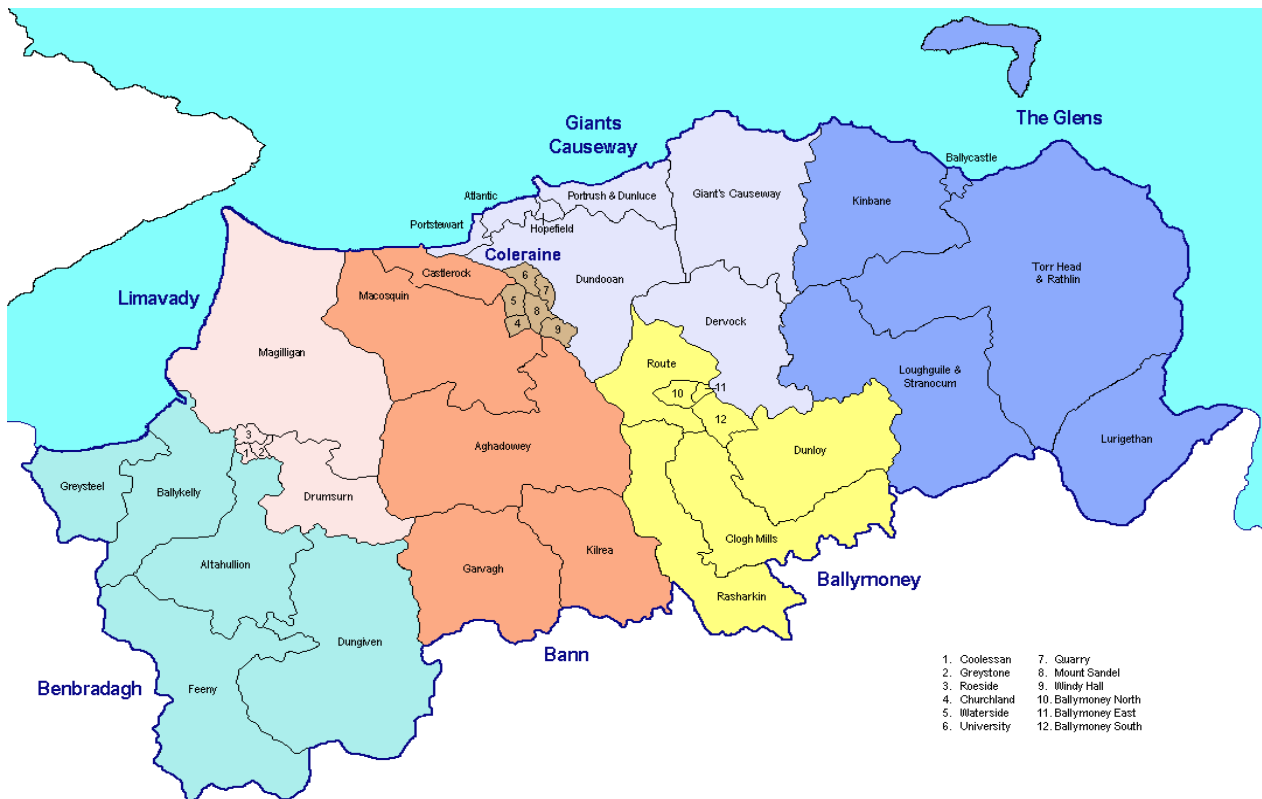 The Glens
Giants
Causeway
Ballycastle
Atlantic
Portrush & Dunluce
Giant's Causeway
Kinbane
Portstewart
Hopefield
Coleraine
Castlerock
6
7
Dundooan
Torr Head
& Rathlin
Limavady
Macosquin
5
8
4
9
Dervock
Magilligan
Route
Loughguile &
Stranocum
11
10
12
3
1
2
Aghadowey
Dunloy
Lurigethan
Greysteel
Ballykelly
Drumsurn
Clogh Mills
Kilrea
Altahullion
Garvagh
Ballymoney
Rasharkin
Dungiven
Bann
Benbradagh
Feeny
1. Coolessan
2. Greystone
3. Roeside
4. Churchland
5. Waterside
6. University
7. Quarry
8. Mount Sandel
9. Windy Hall
10. Ballymoney North
11. Ballymoney East
12. Ballymoney South